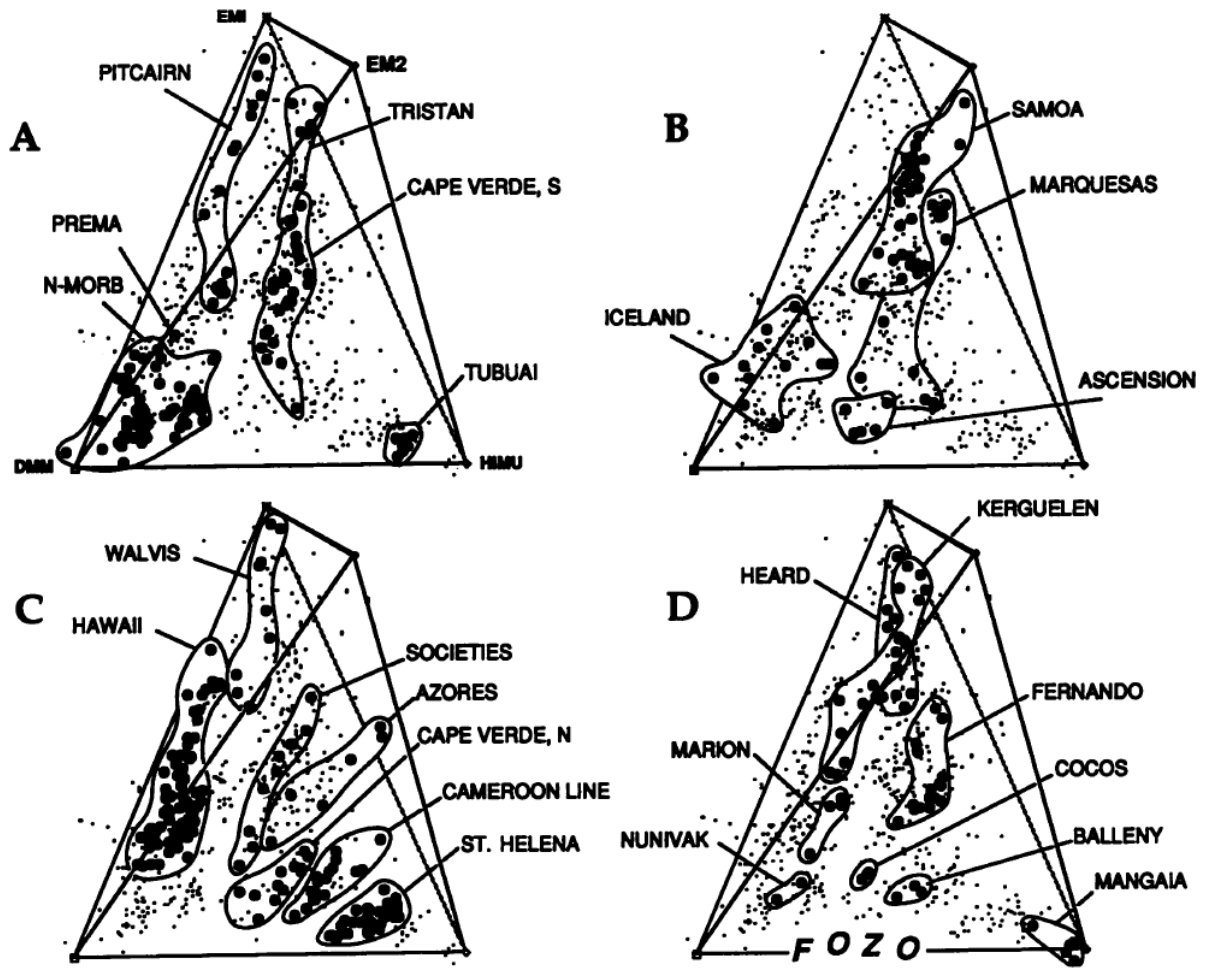 EMI
EM2
PITCAIRN
TRISTAN
A
CAPE VERDE, S
PREMA
N-MORB
TUBUAI
DMM
HIMU
B
SAMOA
MARQUESAS
ICELAND
ASCENSION
C
WALVIS
HAWAII
SOCIETIES
AZORES
CAPE VERDE, N
CAMEROON LINE
ST. HELENA
D
KERGUELEN
HEARD
FERNANDO
MARION
COCOS
NUNIVAK
BALLENY
MANGAIA
FOZO